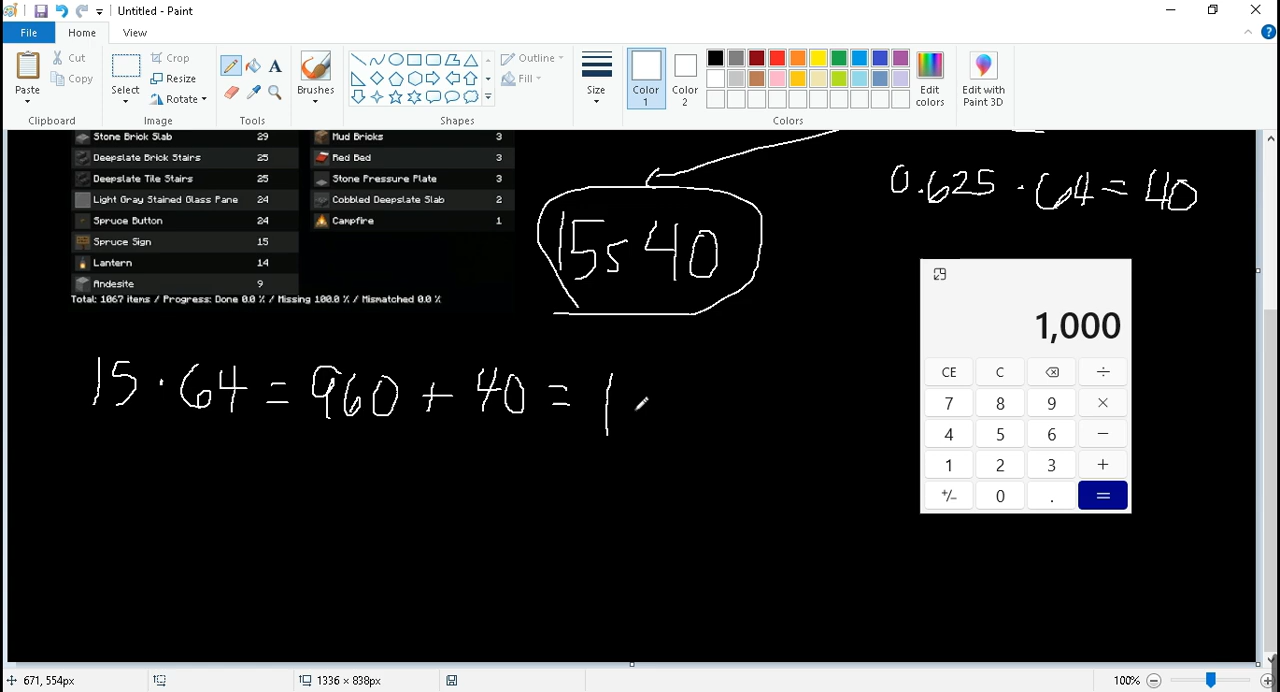 Untitled - Paint
File Home View
Cut
Copy
Paste
Clipboard
Select
Crop
Resize
Rotate
Image
A
Tools
Brushes
Shapes
Outline
Fill
Size
Color 1
Color 2
Edit colors
Edit with Paint 3D
Colors
Stone Brick Slab 29
Deepslate Brick Stairs 25
Deepslate Tile Stairs 25
Light Gray Stained Glass Pane 24
Spruce Button 24
Spruce Sign 15
Lantern 14
Andesite 9
Mud Bricks 3
Red Bed 3
Stone Pressure Plate 3
Cobbled Deepslate Slab 2
Campfire 1
Total: 1067 items / Progress: Done 0.0 % / Missing 100.0 % / Mismatched 0.0 %
15s 40
0.625 · 64 = 40
15 · 64 = 960 + 40 = 1
1,000
CE C ⌫ ÷
7 8 9 ×
4 5 6 −
1 2 3 +
+/− 0 . =
671, 554px
1336 × 838px
100%